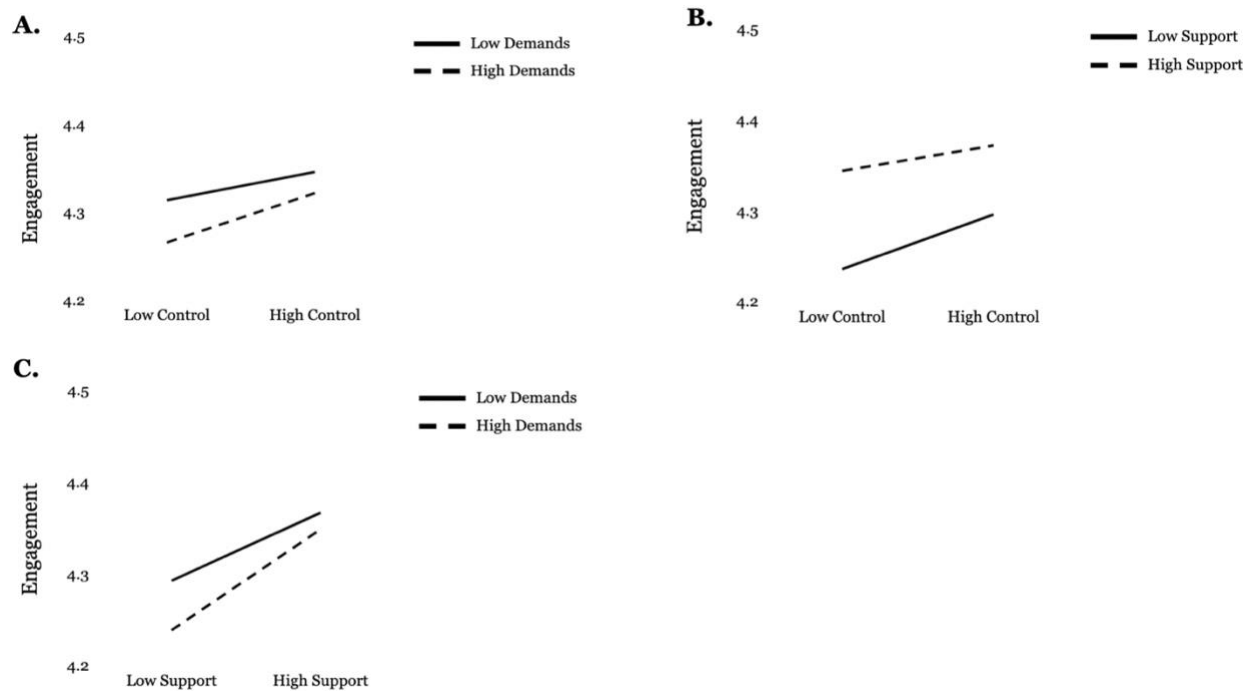 A.
4.5
4.4
4.3
4.2
Engagement
Low Control
High Control
Low Demands
High Demands
B.
4.5
4.4
4.3
4.2
Engagement
Low Control
High Control
Low Support
High Support
C.
4.5
4.4
4.3
4.2
Engagement
Low Support
High Support
Low Demands
High Demands